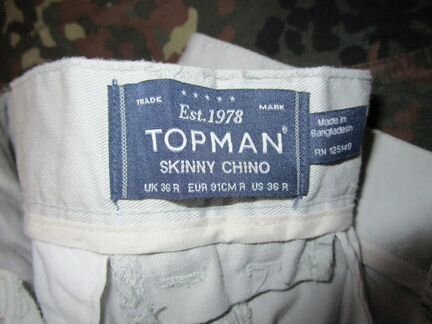 TRADE ★★★★★ MARK
Est.1978
TOPMAN®
SKINNY CHINO
UK 36 R EUR 91CM R US 36 R
Made in
Bangladesh
RN 125149